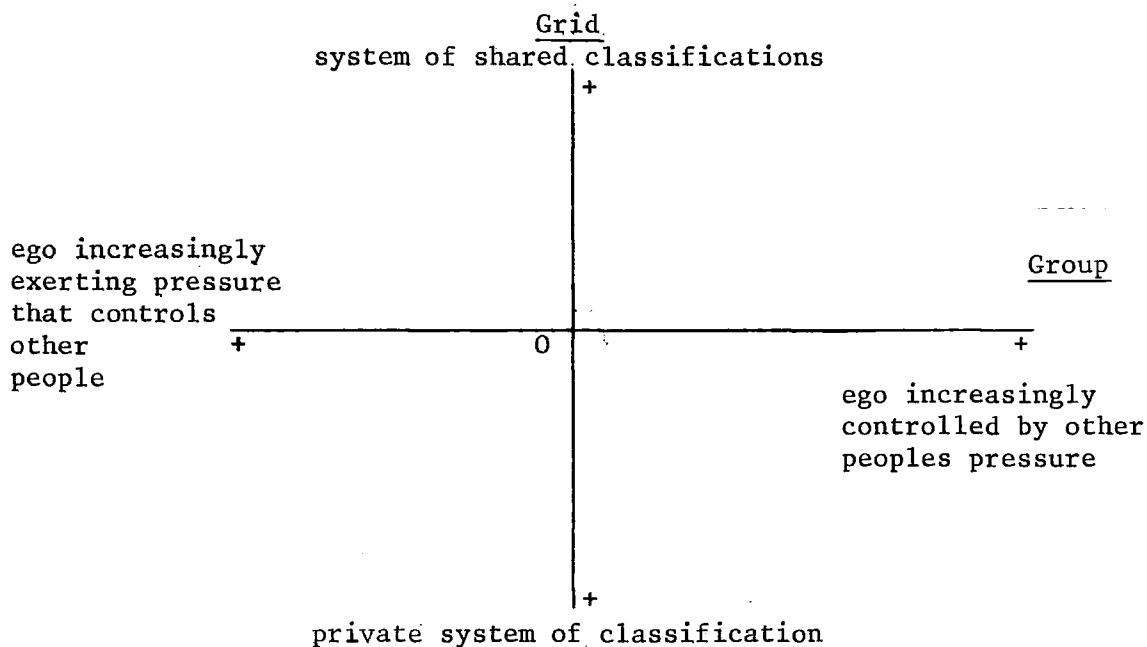 Grid
system of shared classifications
+
ego increasingly
exerting pressure
that controls
other
people
Group
+
0
+
ego increasingly
controlled by other
peoples pressure
+
private system of classification